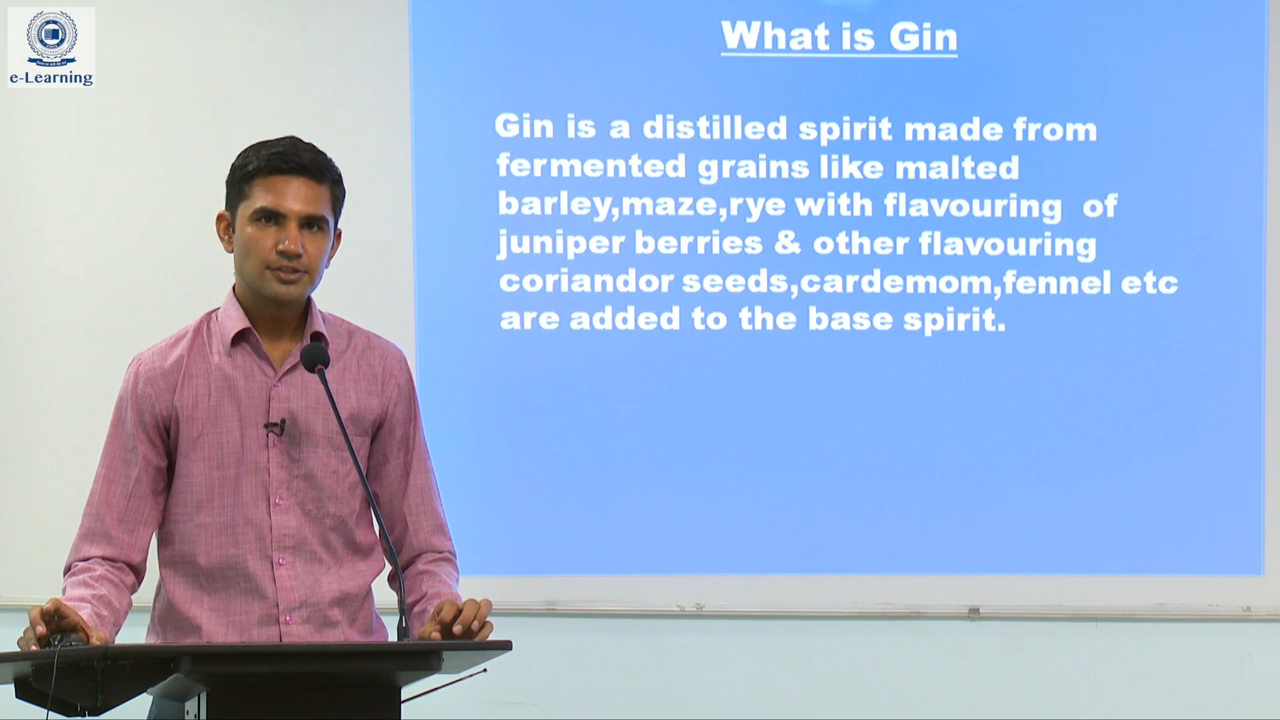 e-Learning
What is Gin
Gin is a distilled spirit made from
fermented grains like malted
barley,maze,rye with flavouring of
juniper berries & other flavouring
coriandor seeds,cardemom,fennel etc
are added to the base spirit.